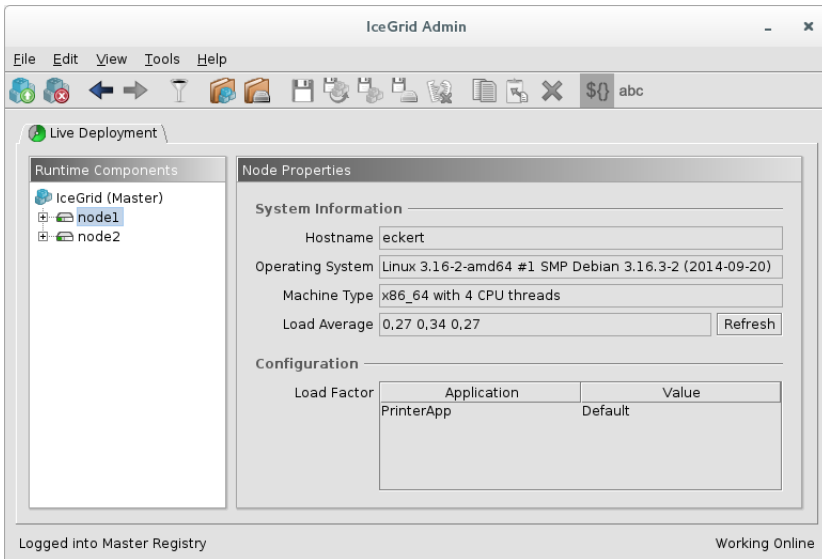 IceGrid Admin
File Edit View Tools Help
${} abc
Live Deployment
Runtime Components
IceGrid (Master)
node1
node2
Node Properties
System Information
Hostname eckert
Operating System Linux 3.16-2-amd64 #1 SMP Debian 3.16.3-2 (2014-09-20)
Machine Type x86_64 with 4 CPU threads
Load Average 0,27 0,34 0,27 Refresh
Configuration
Load Factor Application Value
PrinterApp Default
Logged into Master Registry Working Online